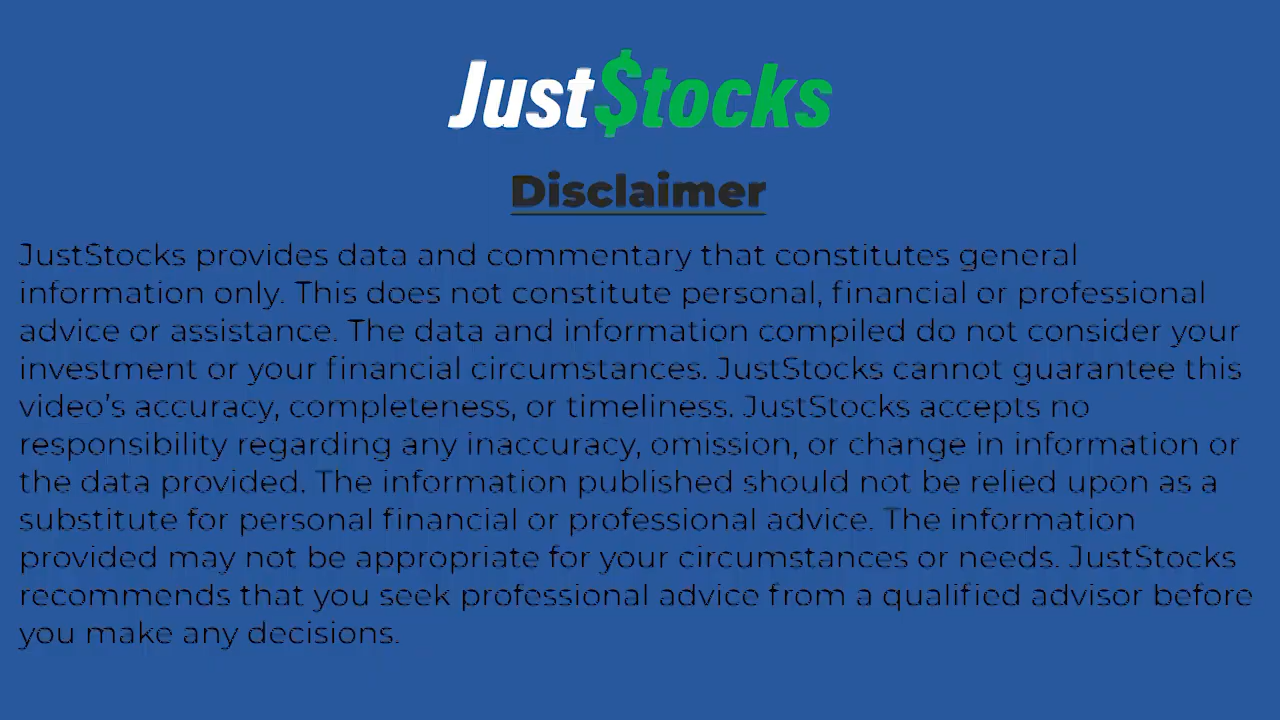 Just$tocks
Disclaimer
JustStocks provides data and commentary that constitutes general
information only. This does not constitute personal, financial or professional
advice or assistance. The data and information compiled do not consider your
investment or your financial circumstances. JustStocks cannot guarantee this
video's accuracy, completeness, or timeliness. JustStocks accepts no
responsibility regarding any inaccuracy, omission, or change in information or
the data provided. The information published should not be relied upon as a
substitute for personal financial or professional advice. The information
provided may not be appropriate for your circumstances or needs. JustStocks
recommends that you seek professional advice from a qualified advisor before
you make any decisions.